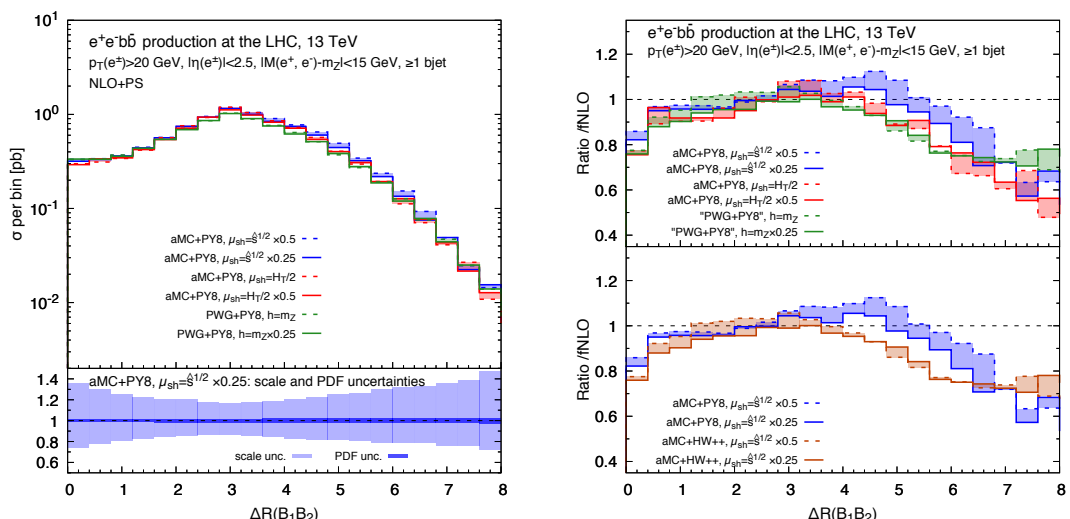 e⁺e⁻bb̄ production at the LHC, 13 TeV
p_T(e±)>20 GeV, |η(e±)|<2.5, |M(e⁺, e⁻)-m_Z|<15 GeV, ≥1 bjet
NLO+PS
σ per bin [pb]
10¹
10⁰
10⁻¹
10⁻²
aMC+PY8, μ_sh=ŝ^1/2 ×0.5
aMC+PY8, μ_sh=ŝ^1/2 ×0.25
aMC+PY8, μ_sh=H_T/2
aMC+PY8, μ_sh=H_T/2 ×0.5
PWG+PY8, h=m_Z
PWG+PY8, h=m_Z×0.25
aMC+PY8, μ_sh=ŝ^1/2 ×0.25: scale and PDF uncertainties
1.4
1.2
1
0.8
0.6
scale unc.
PDF unc.
0 1 2 3 4 5 6 7 8
ΔR(B₁B₂)
e⁺e⁻bb̄ production at the LHC, 13 TeV
p_T(e±)>20 GeV, |η(e±)|<2.5, |M(e⁺, e⁻)-m_Z|<15 GeV, ≥1 bjet
Ratio /fNLO
1.2
1
0.8
0.6
0.4
aMC+PY8, μ_sh=ŝ^1/2 ×0.5
aMC+PY8, μ_sh=ŝ^1/2 ×0.25
aMC+PY8, μ_sh=H_T/2
aMC+PY8, μ_sh=H_T/2 ×0.5
"PWG+PY8", h=m_Z
"PWG+PY8", h=m_Z×0.25
Ratio /fNLO
1.2
1
0.8
0.6
0.4
aMC+PY8, μ_sh=ŝ^1/2 ×0.5
aMC+PY8, μ_sh=ŝ^1/2 ×0.25
aMC+HW++, μ_sh=ŝ^1/2 ×0.5
aMC+HW++, μ_sh=ŝ^1/2 ×0.25
0 1 2 3 4 5 6 7 8
ΔR(B₁B₂)